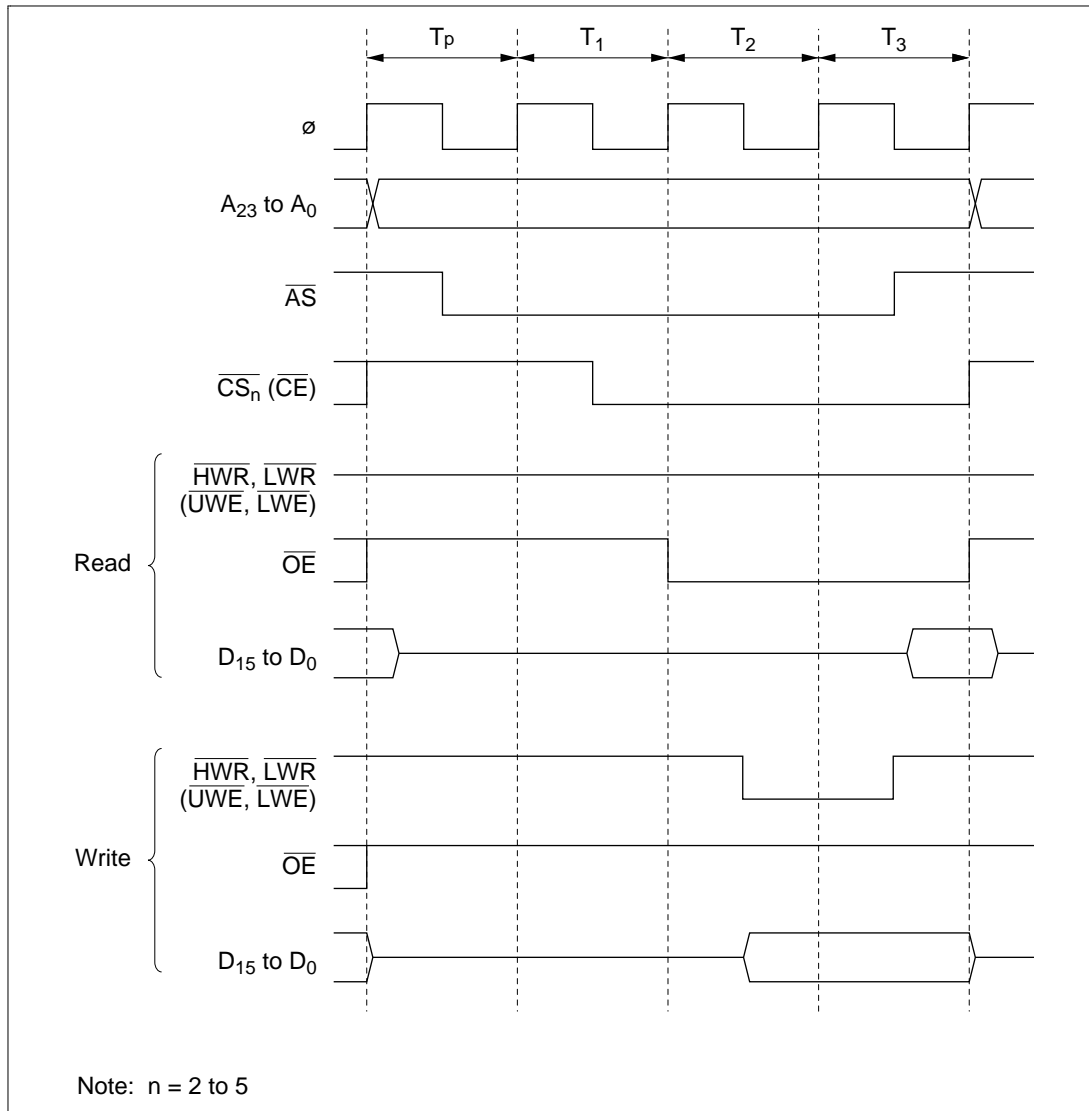 Tp T1 T2 T3
ø
A23 to A0
AS
CSn (CE)
Read
HWR, LWR
(UWE, LWE)
OE
D15 to D0
Write
HWR, LWR
(UWE, LWE)
OE
D15 to D0
Note: n = 2 to 5